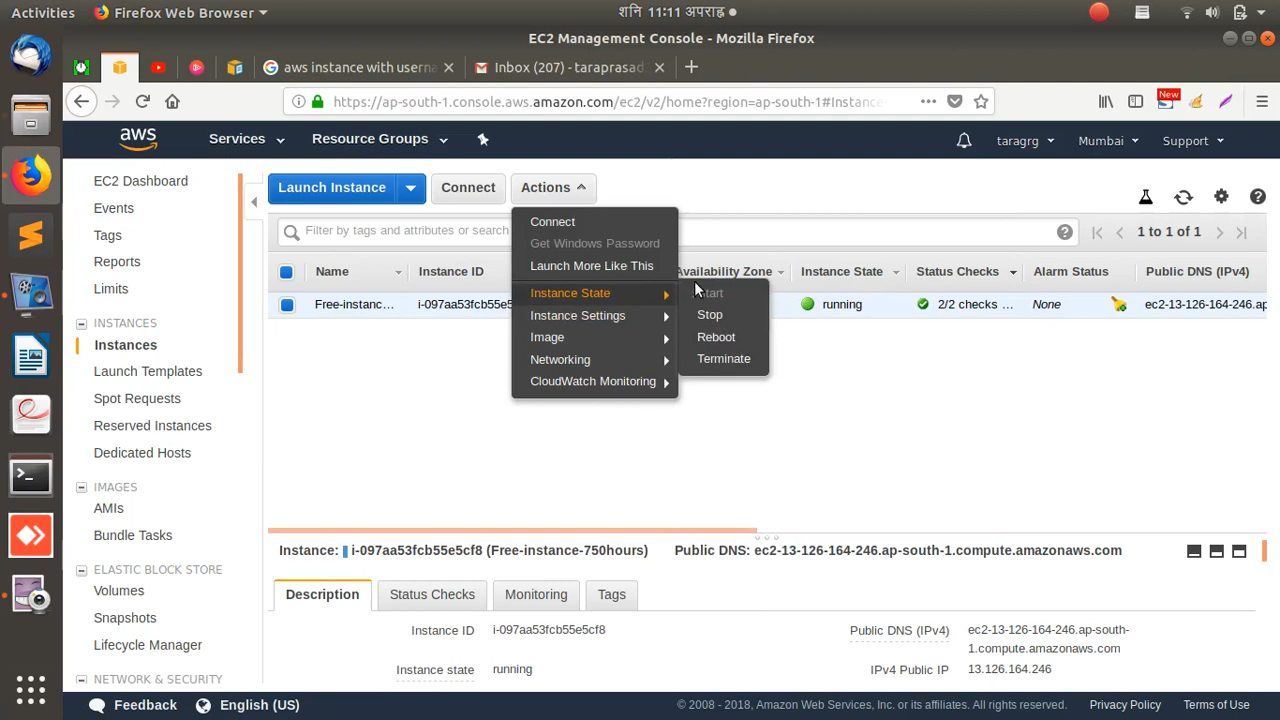 Activities Firefox Web Browser शनि 11:11 अपराह्न
EC2 Management Console - Mozilla Firefox
aws instance with userna Inbox (207) - taraprasad
https://ap-south-1.console.aws.amazon.com/ec2/v2/home?region=ap-south-1#Instance New
aws Services Resource Groups taragrg Mumbai Support
EC2 Dashboard
Events
Tags
Reports
Limits
INSTANCES
Instances
Launch Templates
Spot Requests
Reserved Instances
Dedicated Hosts
IMAGES
AMIs
Bundle Tasks
ELASTIC BLOCK STORE
Volumes
Snapshots
Lifecycle Manager
NETWORK & SECURITY
Launch Instance Connect Actions
Filter by tags and attributes or search 1 to 1 of 1
Connect
Get Windows Password
Launch More Like This
Instance State
Instance Settings
Image
Networking
CloudWatch Monitoring
Start
Stop
Reboot
Terminate
Name Instance ID Availability Zone Instance State Status Checks Alarm Status Public DNS (IPv4)
Free-instanc... i-097aa53fcb55e5 running 2/2 checks ... None ec2-13-126-164-246.ap
Instance: i-097aa53fcb55e5cf8 (Free-instance-750hours) Public DNS: ec2-13-126-164-246.ap-south-1.compute.amazonaws.com
Description Status Checks Monitoring Tags
Instance ID i-097aa53fcb55e5cf8 Public DNS (IPv4) ec2-13-126-164-246.ap-south-
1.compute.amazonaws.com
Instance state running IPv4 Public IP 13.126.164.246
Feedback English (US) © 2008 - 2018, Amazon Web Services, Inc. or its affiliates. All rights reserved. Privacy Policy Terms of Use